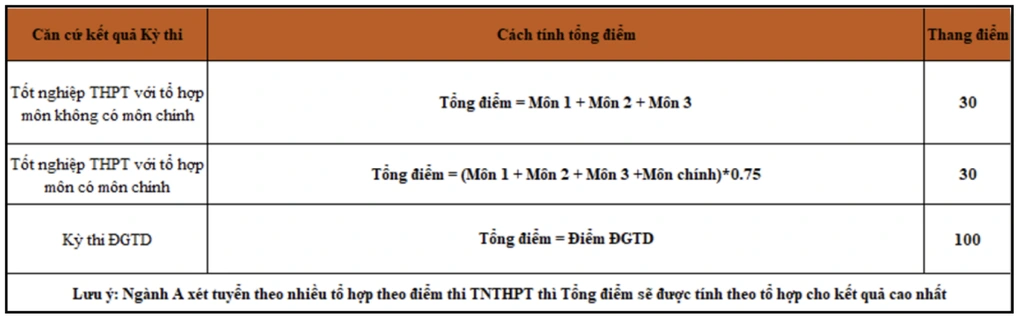 Căn cứ kết quả Kỳ thi
Cách tính tổng điểm
Thang điểm
Tốt nghiệp THPT với tổ hợp
môn không có môn chính
Tổng điểm = Môn 1 + Môn 2 + Môn 3
30
Tốt nghiệp THPT với tổ hợp
môn có môn chính
Tổng điểm = (Môn 1 + Môn 2 + Môn 3 +Môn chính)*0.75
30
Kỳ thi ĐGTD
Tổng điểm = Điểm ĐGTD
100
Lưu ý: Ngành A xét tuyển theo nhiều tổ hợp theo điểm thi TNTHPT thì Tổng điểm sẽ được tính theo tổ hợp cho kết quả cao nhất